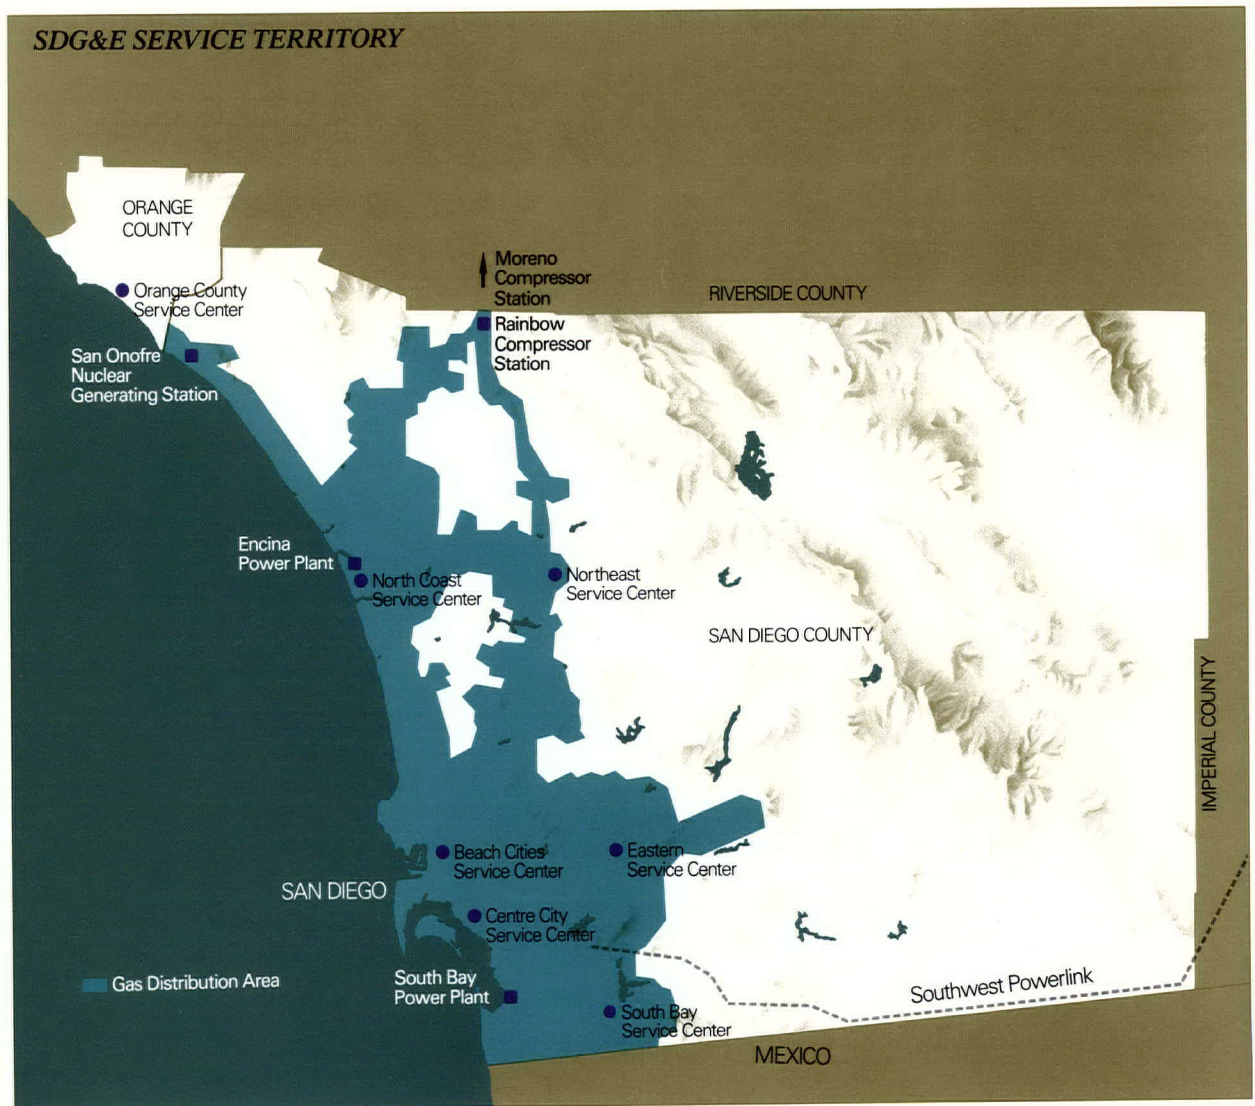 SDG&E SERVICE TERRITORY
ORANGE
COUNTY
Moreno
Compressor
Station
Orange County
Service Center
RIVERSIDE COUNTY
Rainbow
Compressor
Station
San Onofre
Nuclear
Generating Station
Encina
Power Plant
North Coast
Service Center
Northeast
Service Center
SAN DIEGO COUNTY
IMPERIAL COUNTY
Beach Cities
Service Center
Eastern
Service Center
SAN DIEGO
Centre City
Service Center
Gas Distribution Area
South Bay
Power Plant
Southwest Powerlink
South Bay
Service Center
MEXICO